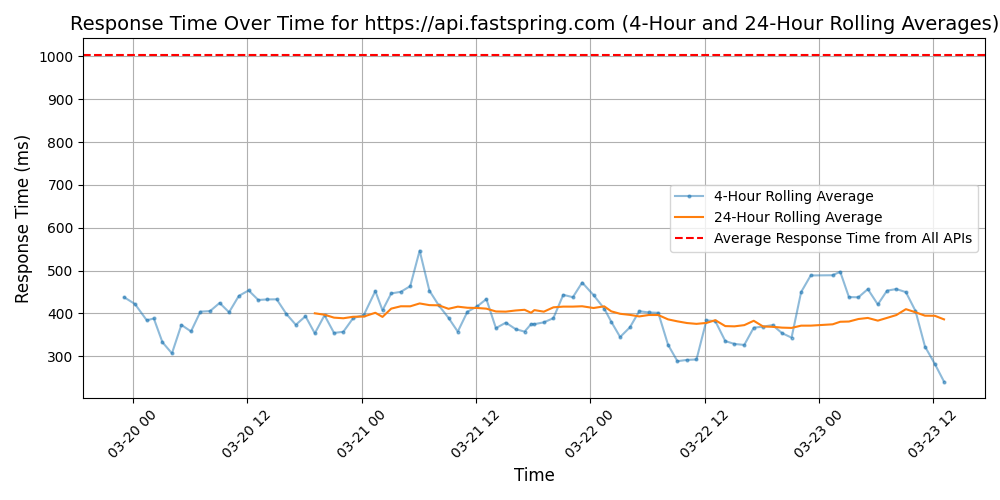 Response Time Over Time for https://api.fastspring.com (4-Hour and 24-Hour Rolling Averages)
Response Time (ms)
1000
900
800
700
600
500
400
300
4-Hour Rolling Average
24-Hour Rolling Average
Average Response Time from All APIs
03-20 00
03-20 12
03-21 00
03-21 12
03-22 00
03-22 12
03-23 00
03-23 12
Time